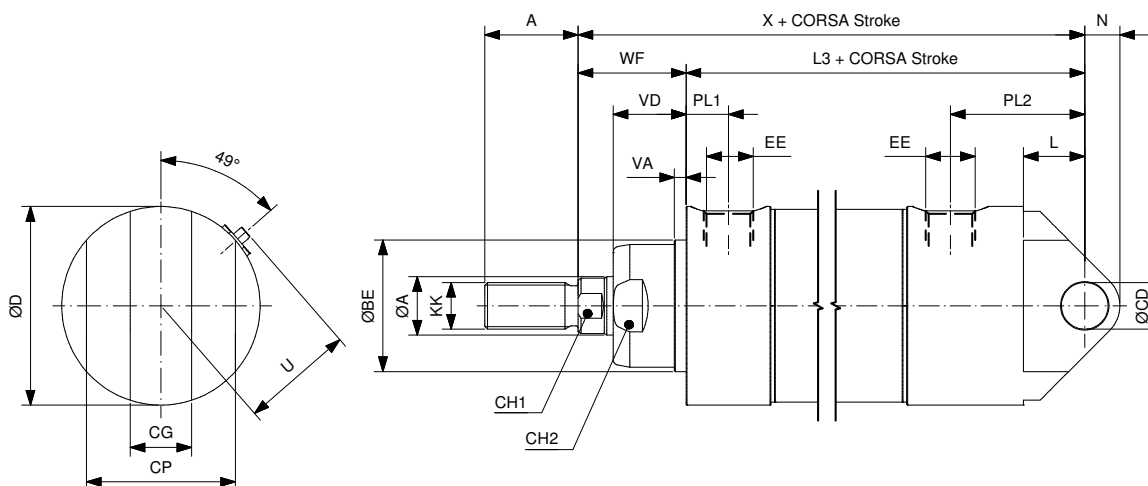 A
X + CORSA Stroke
N
WF
L3 + CORSA Stroke
VD
PL1
PL2
EE
EE
L
VA
49°
ØD
ØBE
ØA
KK
ØCD
U
CH1
CH2
CG
CP